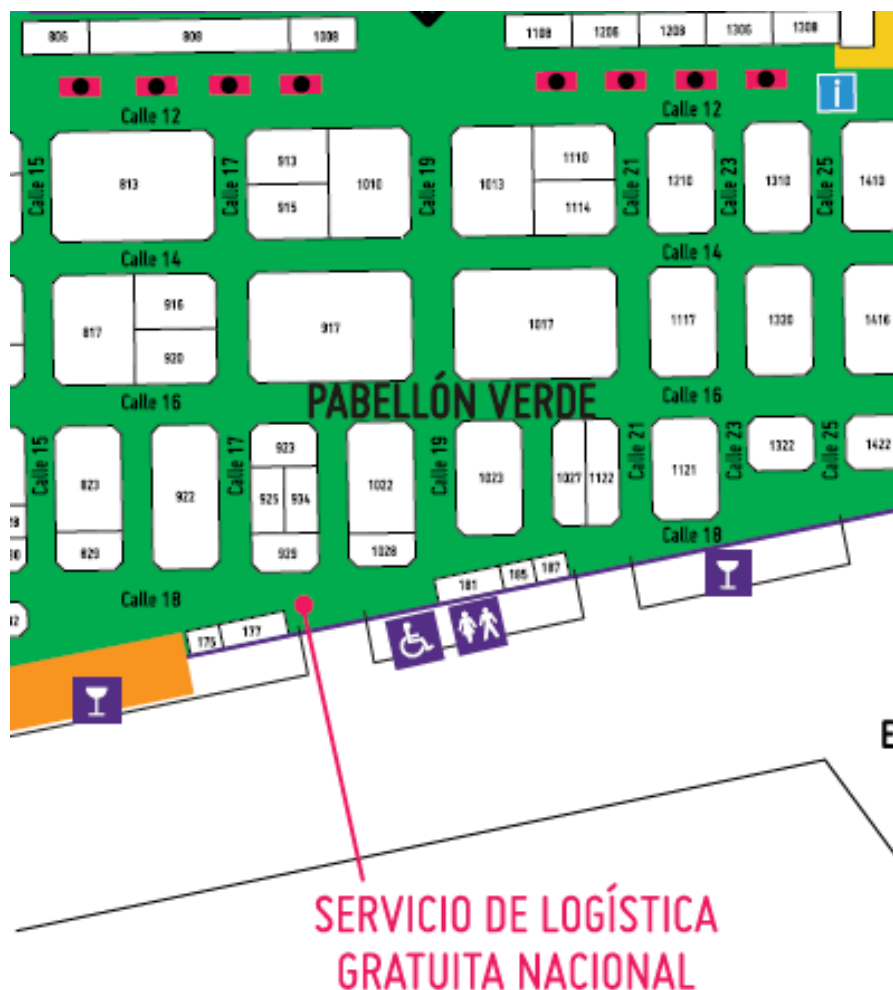 806 908 1008 1108 1206 1208 1306 1308
i
Calle 12 Calle 12
Calle 15 813 Calle 17 913 915 1010 Calle 19 1013 1110 1114 Calle 21 1210 Calle 23 1310 Calle 25 1410
Calle 14 Calle 14
817 916 920 917 1017 1117 1320 1416
Calle 16 PABELLÓN VERDE Calle 16
Calle 15 823 829 922 Calle 17 923 925 934 929 1022 1028 Calle 19 1023 1027 1122 Calle 21 1121 Calle 23 1322 Calle 25 1422
Calle 18
181 185 187
Calle 18
175 177
SERVICIO DE LOGÍSTICA
GRATUITA NACIONAL